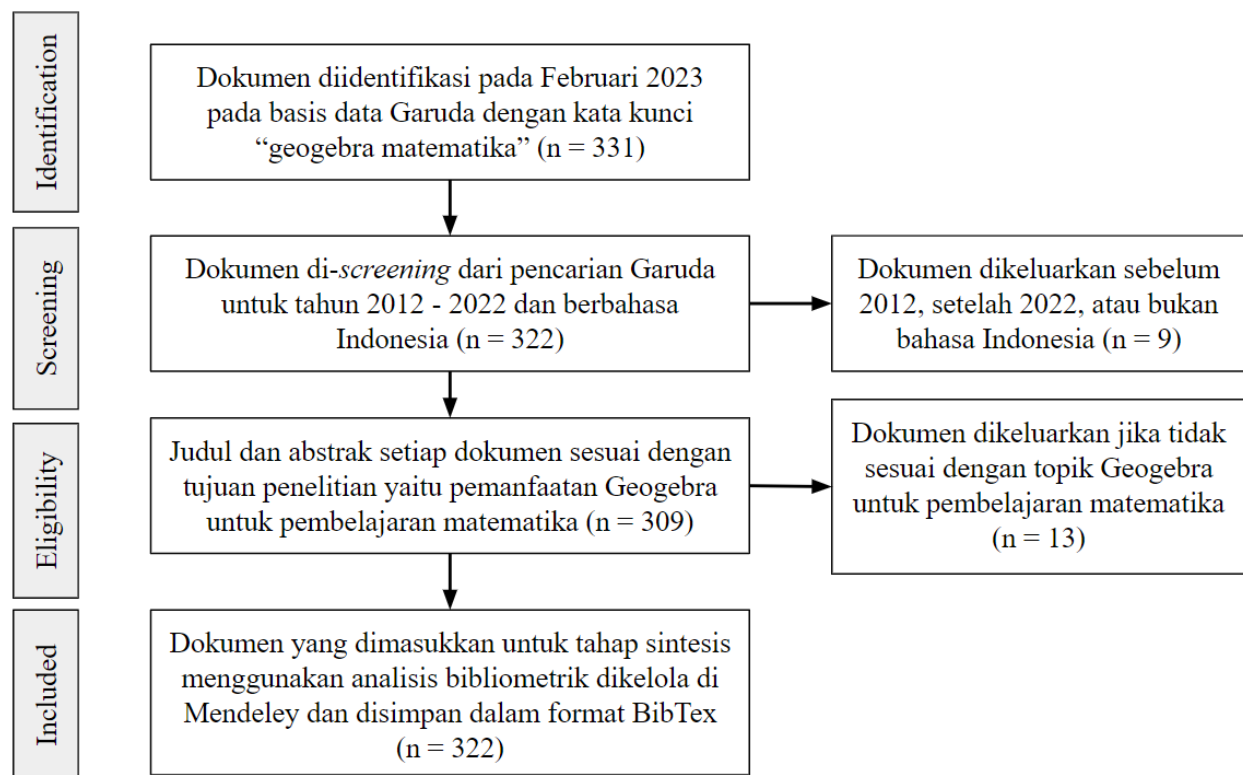 Identification
Dokumen diidentifikasi pada Februari 2023
pada basis data Garuda dengan kata kunci
“geogebra matematika” (n = 331)
Screening
Dokumen di-screening dari pencarian Garuda
untuk tahun 2012 - 2022 dan berbahasa
Indonesia (n = 322)
Dokumen dikeluarkan sebelum
2012, setelah 2022, atau bukan
bahasa Indonesia (n = 9)
Eligibility
Judul dan abstrak setiap dokumen sesuai dengan
tujuan penelitian yaitu pemanfaatan Geogebra
untuk pembelajaran matematika (n = 309)
Dokumen dikeluarkan jika tidak
sesuai dengan topik Geogebra
untuk pembelajaran matematika
(n = 13)
Included
Dokumen yang dimasukkan untuk tahap sintesis
menggunakan analisis bibliometrik dikelola di
Mendeley dan disimpan dalam format BibTex
(n = 322)